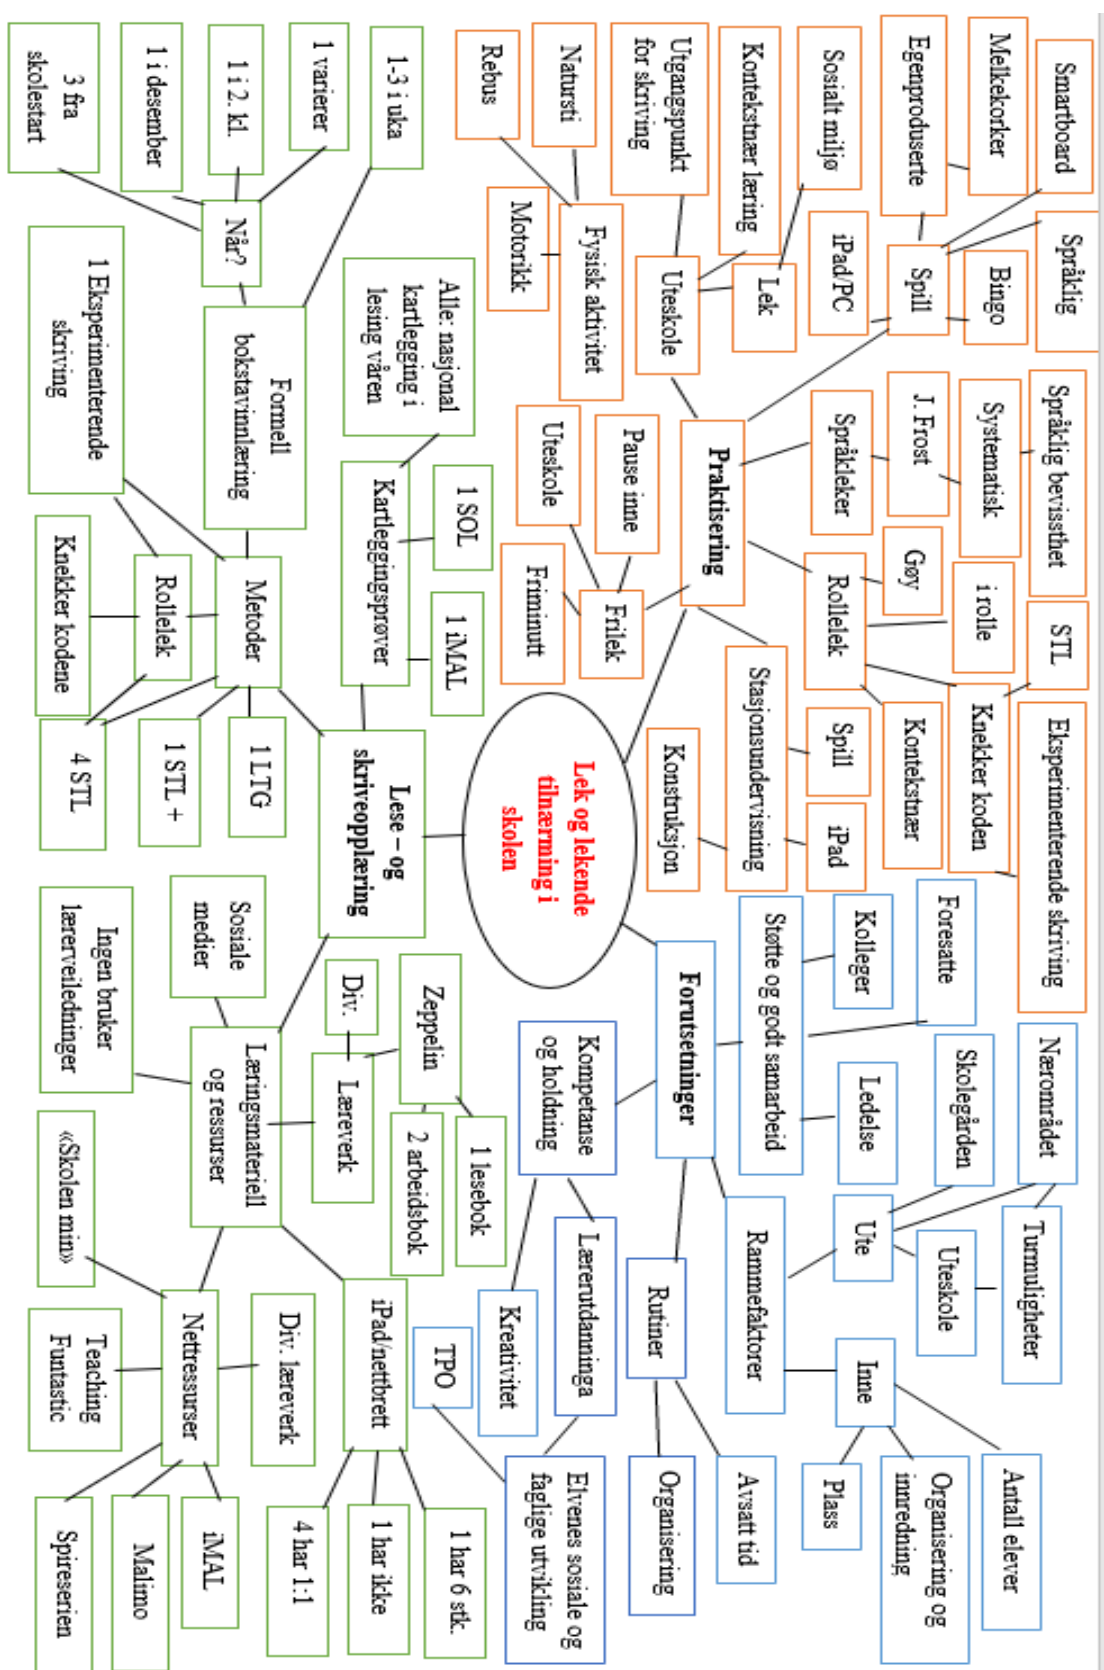 Smartboard
Språklig
Melkekorker
Bingo
Egenproduserte
Spill
iPad/PC
Sosialt miljø
Kontekstnær læring
Lek
Utgangspunkt
for skriving
Uteskole
Natursti
Fysisk aktivitet
Rebus
Motorikk
Språklig bevissthet
Systematisk
J. Frost
Språkleker
STL
i rolle
Gøy
Rollelek
Eksperimenterende skriving
Knekker koden
Kontekstnær
Praktisering
Pause inne
Uteskole
Frilek
Friminutt
Spill
iPad
Stasjonsundervisning
Konstruksjon
Lek og lekende
tilnærming i
skolen
Foresatte
Kolleger
Støtte og godt samarbeid
Ledelse
Forutsetninger
Kompetanse
og holdning
Nærområdet
Skolegården
Turmuligheter
Uteskole
Ute
Rammefaktorer
Inne
Antall elever
Organisering og
innredning
Plass
Rutiner
Avsatt tid
Organisering
Lærerutdanninga
Kreativitet
TPO
Elvenes sosiale og
faglige utvikling
1-3 i uka
1 varierer
1 i 2. kl.
1 i desember
3 fra
skolestart
Når?
Formell
bokstavinnlæring
Alle: nasjonal
kartlegging i
lesing våren
1 SOL
1 iMAL
Kartleggingsprøver
1 Eksperimenterende
skriving
Metoder
Rollelek
Knekker kodene
1 LTG
1 STL +
4 STL
Lese – og
skriveopplæring
Sosiale
medier
Ingen bruker
lærerveiledninger
Læringsmateriell
og ressurser
Div.
Læreverk
Zeppelin
1 lesebok
2 arbeidsbok
iPad/nettbrett
1 har 6 stk.
1 har ikke
4 har 1:1
Nettressurser
«Skolen min»
Div. læreverk
Teaching
Funtastic
iMAL
Malimo
Spireserien